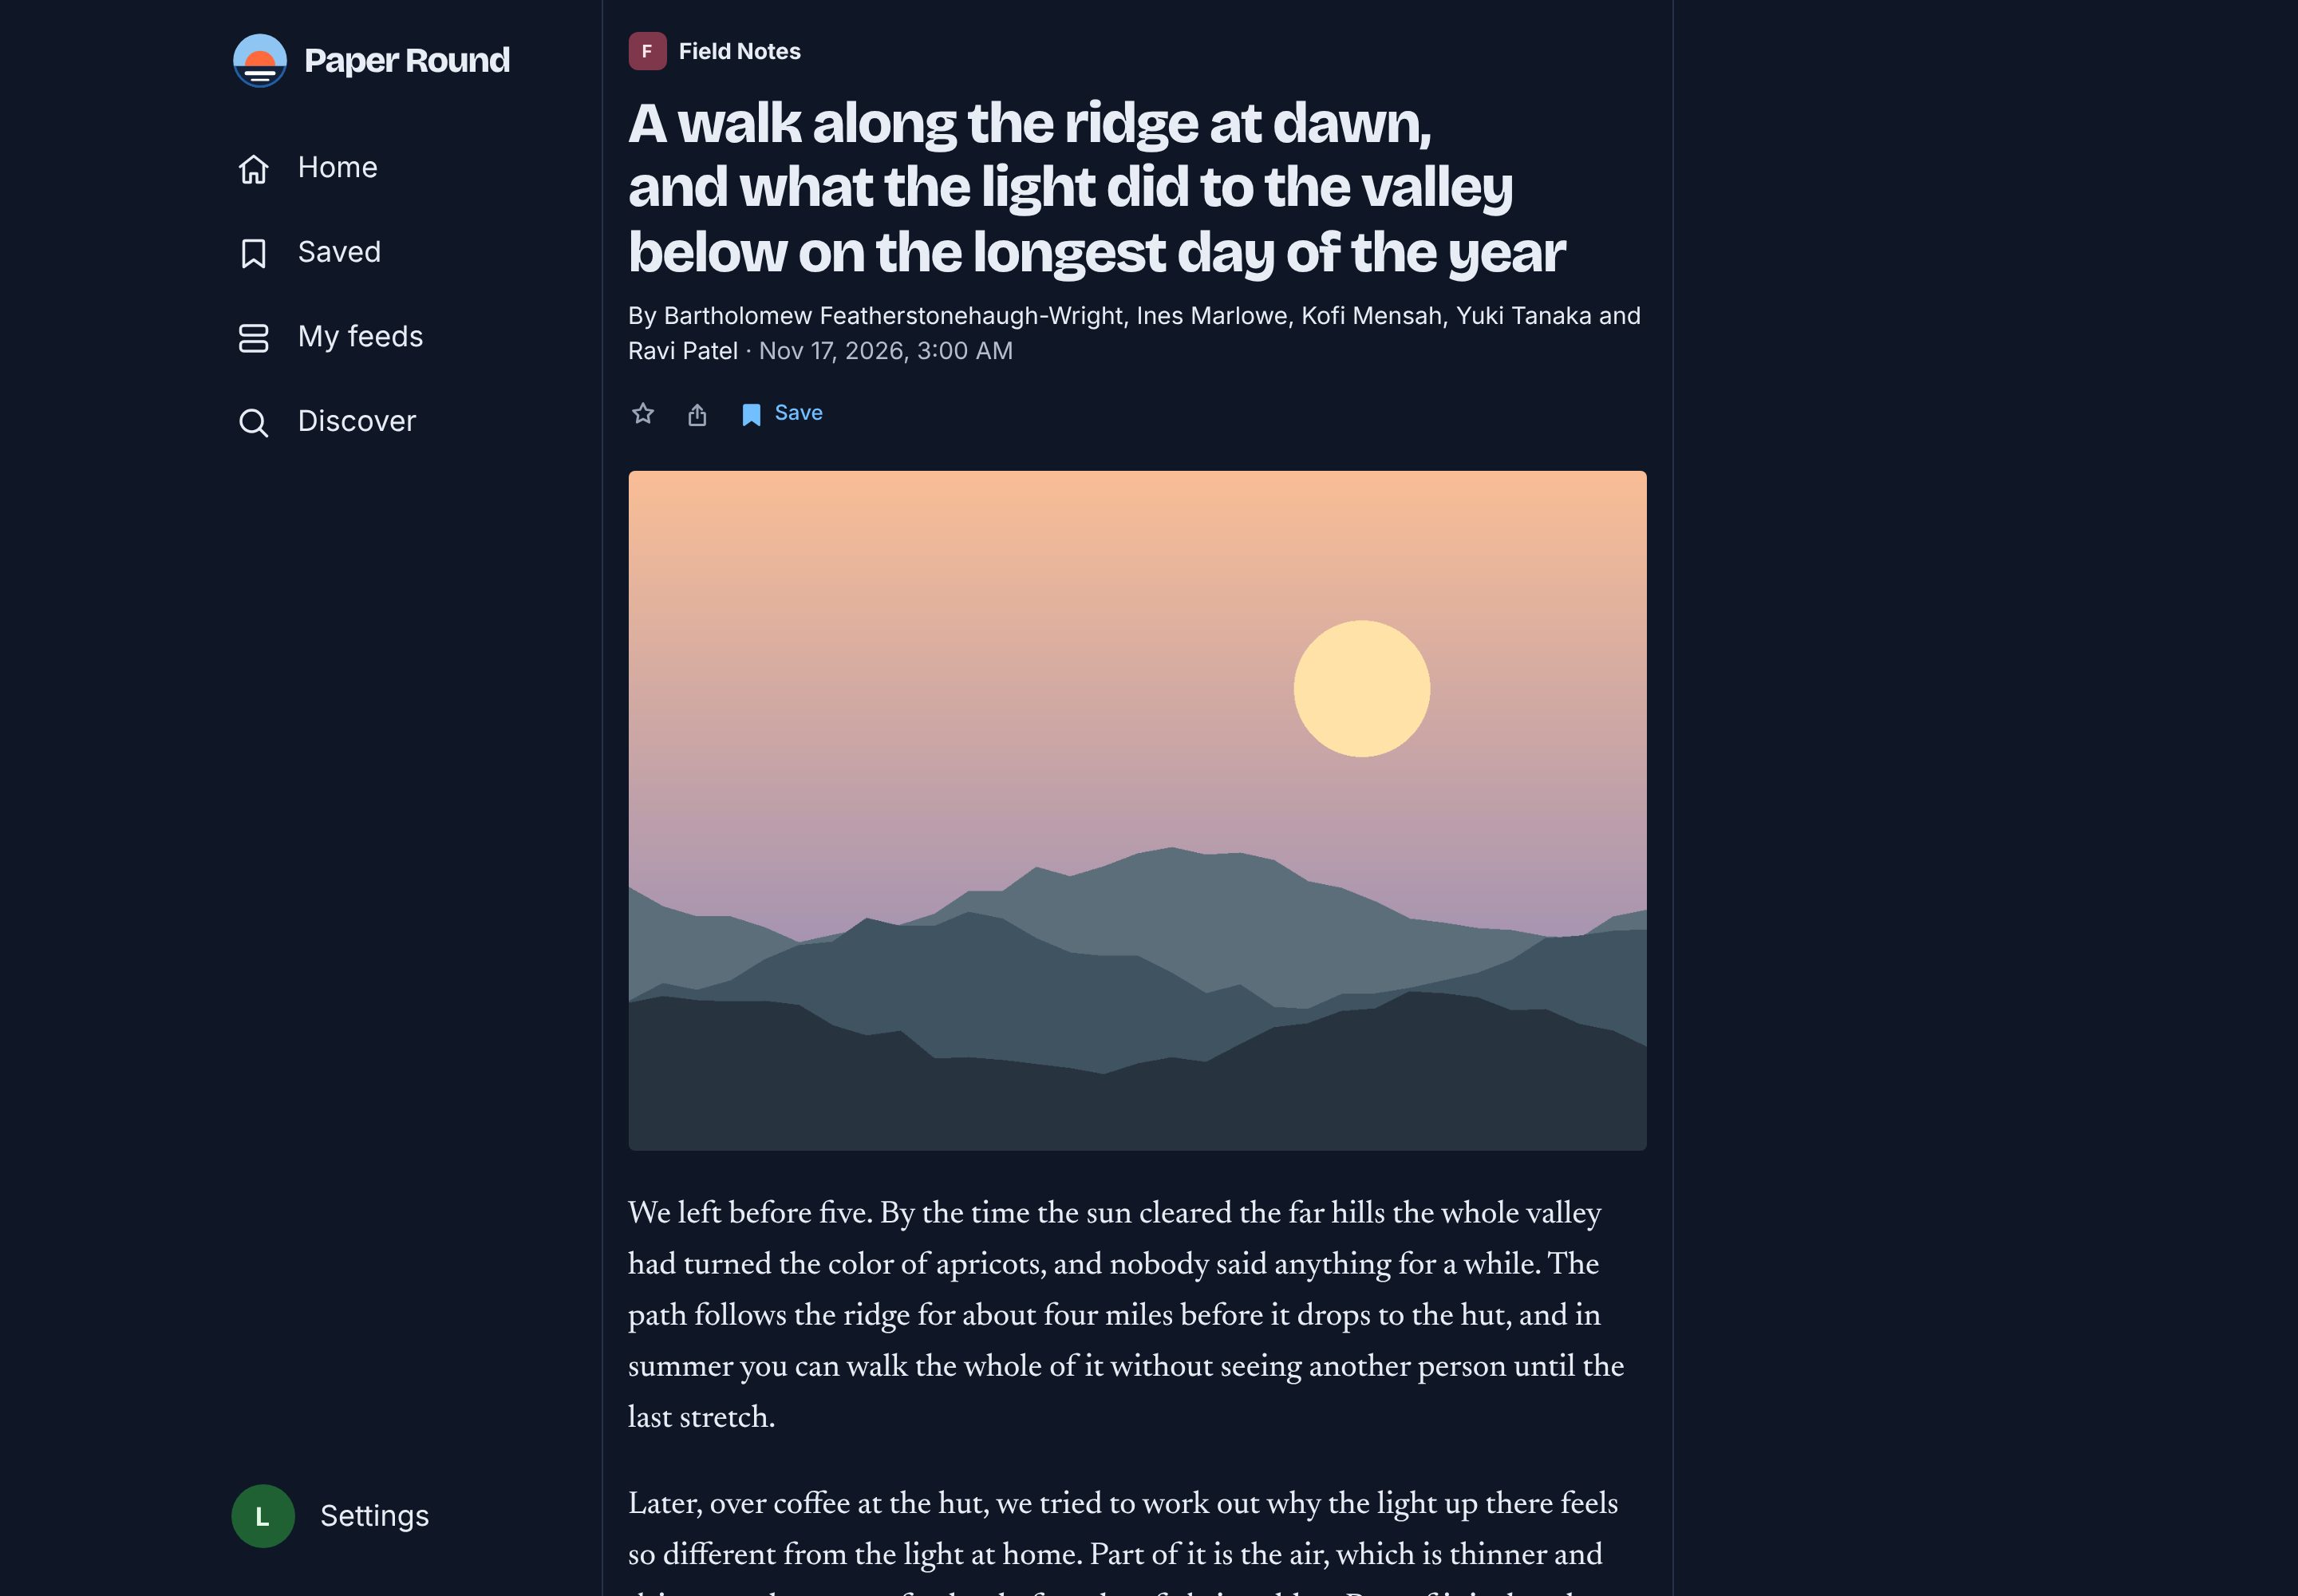 Paper Round
Home
Saved
My feeds
Discover
L
Settings
F
Field Notes
A walk along the ridge at dawn,
and what the light did to the valley
below on the longest day of the year
By Bartholomew Featherstonehaugh-Wright, Ines Marlowe, Kofi Mensah, Yuki Tanaka and
Ravi Patel · Nov 17, 2026, 3:00 AM
Save
We left before five. By the time the sun cleared the far hills the whole valley
had turned the color of apricots, and nobody said anything for a while. The
path follows the ridge for about four miles before it drops to the hut, and in
summer you can walk the whole of it without seeing another person until the
last stretch.
Later, over coffee at the hut, we tried to work out why the light up there feels
so different from the light at home. Part of it is the air, which is thinner and